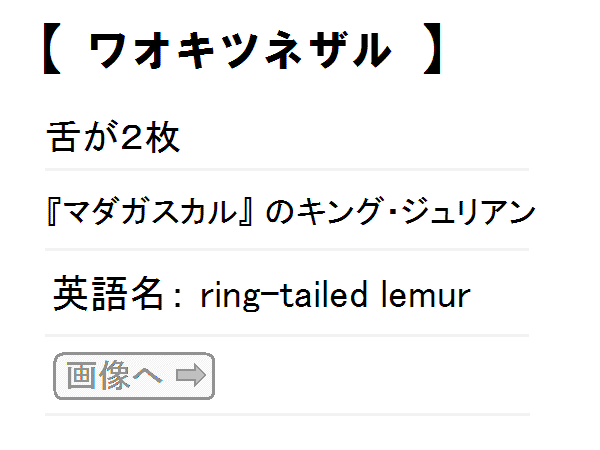 【 ワオキツネザル 】
舌が2枚
『マダガスカル』のキング・ジュリアン
英語名： ring-tailed lemur
画像へ ⇨